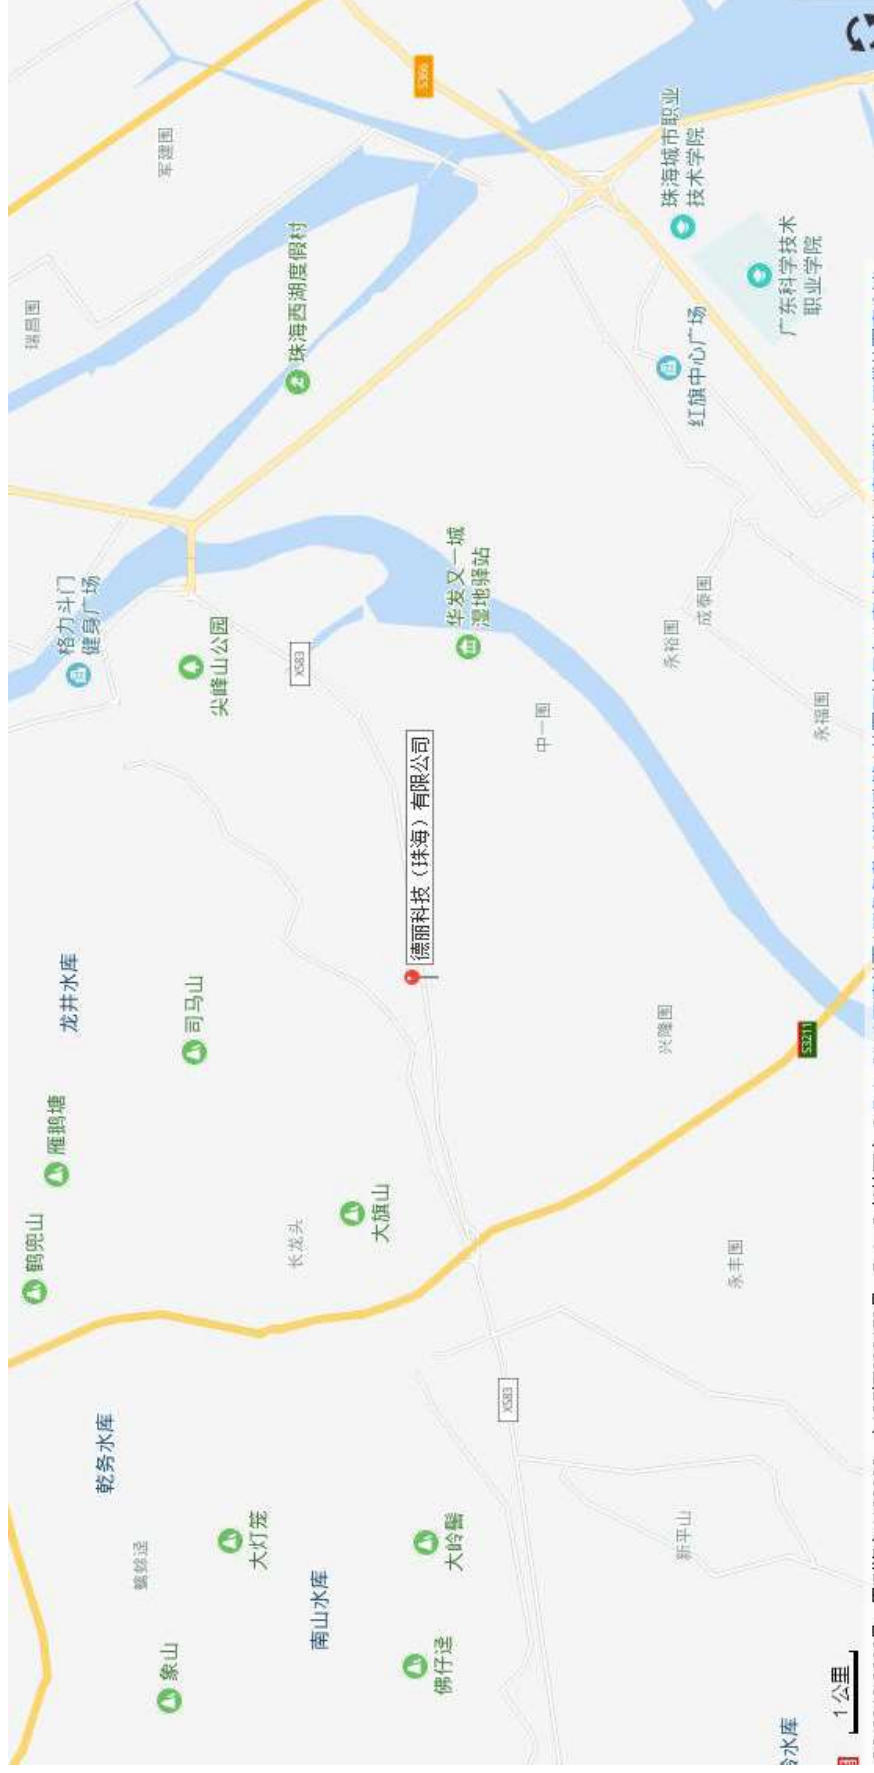 鹤兜山
瑞昌围
雁鹅塘
龙井水库
格力斗门
健身广场
乾务水库
象山
军建围
司马山
尖峰山公园
大灯笼
长龙头
X583
珠海西湖度假村
南山水库
大旗山
德丽科技（珠海）有限公司
S366
佛仔迳
大岭髻
华发又一城
湿地驿站
X583
中一围
兴隆围
永裕围
珠海城市职业
技术学院
新平山
红旗中心广场
成泰围
永丰围
水库
S3211
广东科学技术
职业学院
永福围
1公里